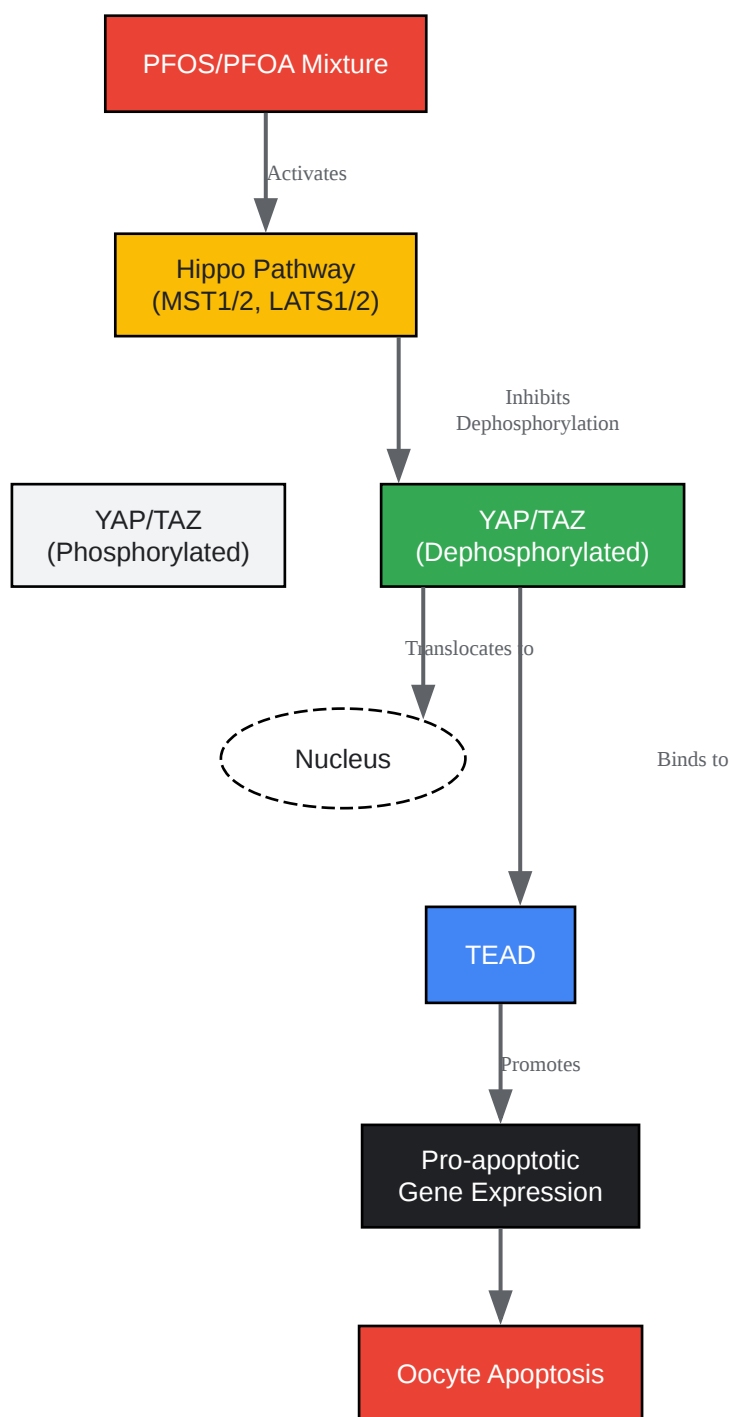 PFOS/PFOA Mixture
Activates
Hippo Pathway
(MST1/2, LATS1/2)
Inhibits
Dephosphorylation
YAP/TAZ
(Phosphorylated)
YAP/TAZ
(Dephosphorylated)
Translocates to
Nucleus
Binds to
TEAD
Promotes
Pro-apoptotic
Gene Expression
Oocyte Apoptosis